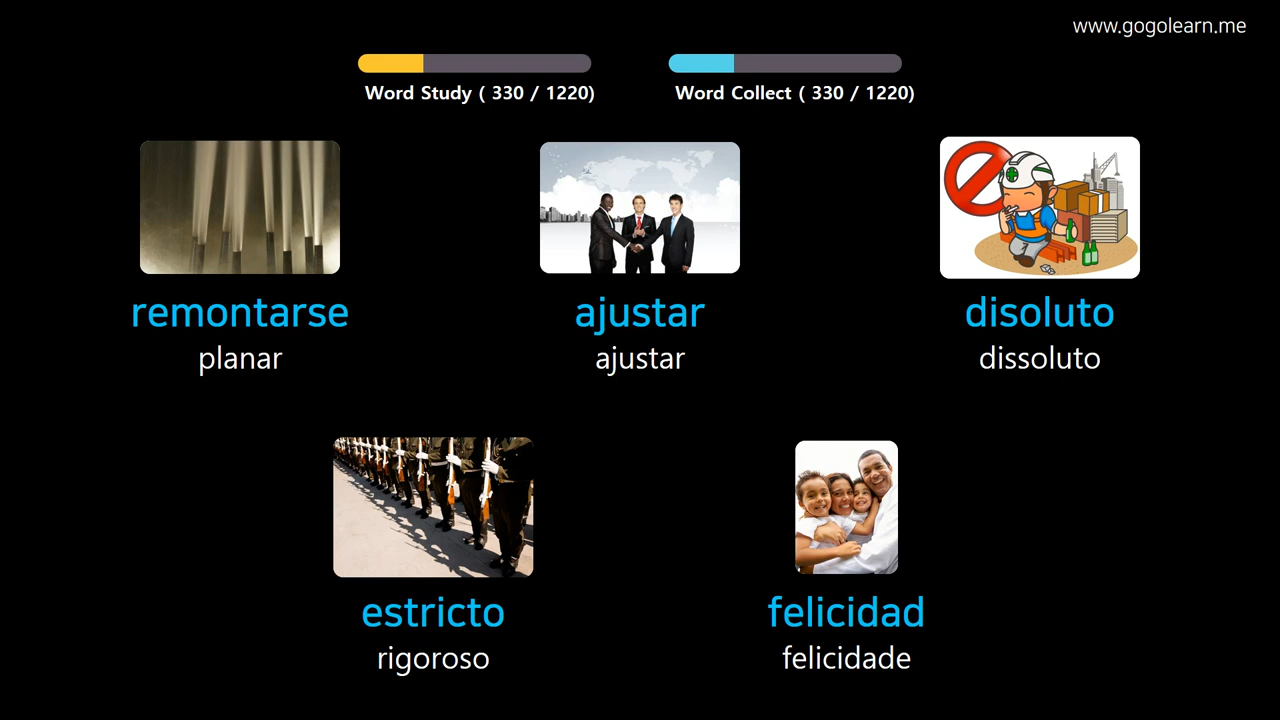 www.gogolearn.me
Word Study ( 330 / 1220)
Word Collect ( 330 / 1220)
remontarse
planar
ajustar
ajustar
disoluto
dissoluto
estricto
rigoroso
felicidad
felicidade